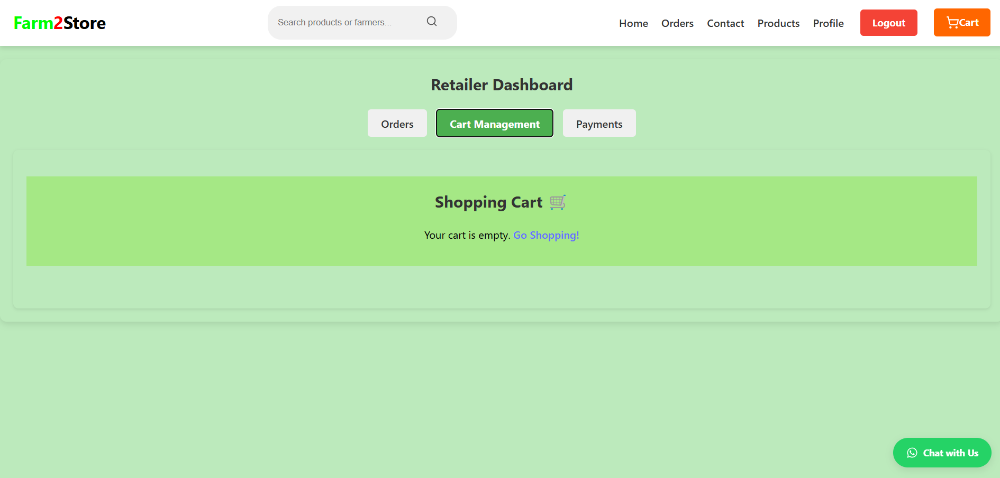 Farm2Store
Search products or farmers...
Home Orders Contact Products Profile Logout Cart
Retailer Dashboard
Orders Cart Management Payments
Shopping Cart 🛒
Your cart is empty. Go Shopping!
Chat with Us